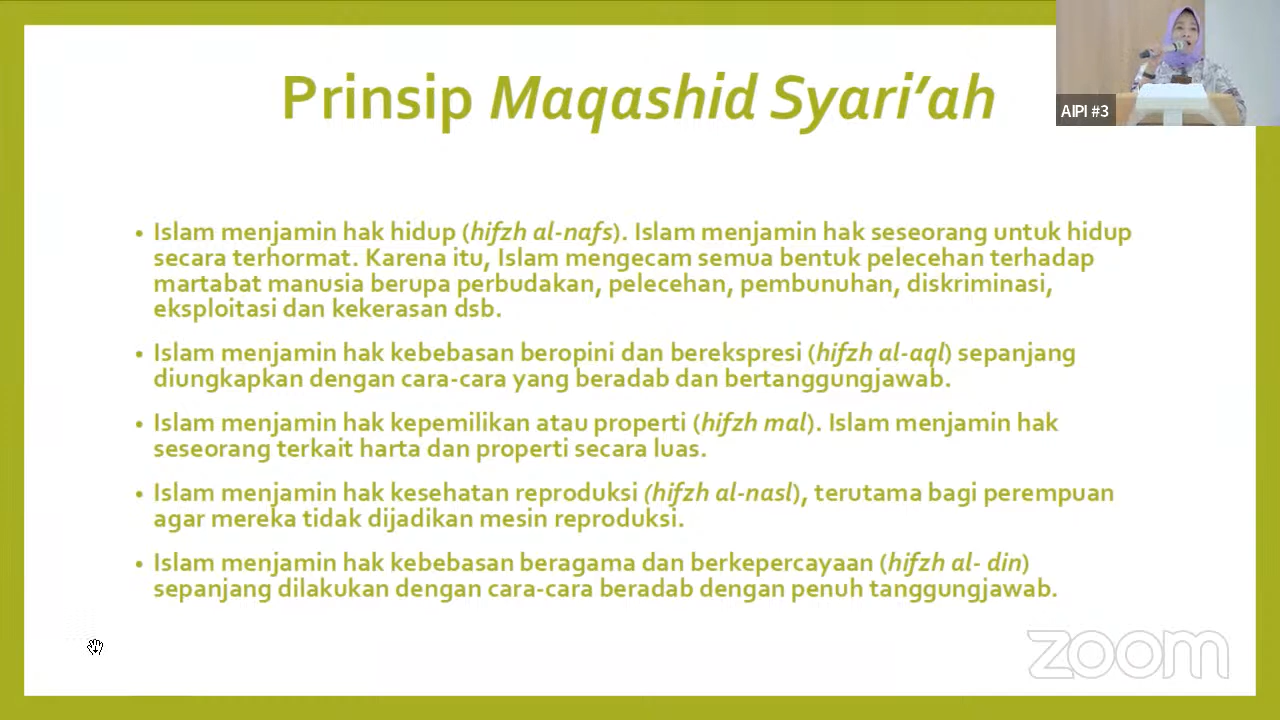 Prinsip Maqashid Syari'ah
AIPI #3
• Islam menjamin hak hidup (hifzh al-nafs). Islam menjamin hak seseorang untuk hidup
secara terhormat. Karena itu, Islam mengecam semua bentuk pelecehan terhadap
martabat manusia berupa perbudakan, pelecehan, pembunuhan, diskriminasi,
eksploitasi dan kekerasan dsb.
• Islam menjamin hak kebebasan beropini dan berekspresi (hifzh al-aql) sepanjang
diungkapkan dengan cara-cara yang beradab dan bertanggungjawab.
• Islam menjamin hak kepemilikan atau properti (hifzh mal). Islam menjamin hak
seseorang terkait harta dan properti secara luas.
• Islam menjamin hak kesehatan reproduksi (hifzh al-nasl), terutama bagi perempuan
agar mereka tidak dijadikan mesin reproduksi.
• Islam menjamin hak kebebasan beragama dan berkepercayaan (hifzh al- din)
sepanjang dilakukan dengan cara-cara beradab dengan penuh tanggungjawab.
zoom